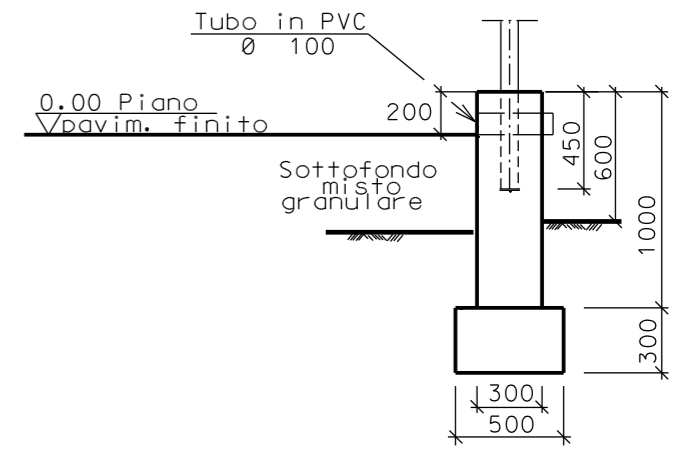 Tubo in PVC
Ø 100
0.00 Piano
pavim. finito
200
Sottofondo
misto
granulare
450
600
1000
300
300
500